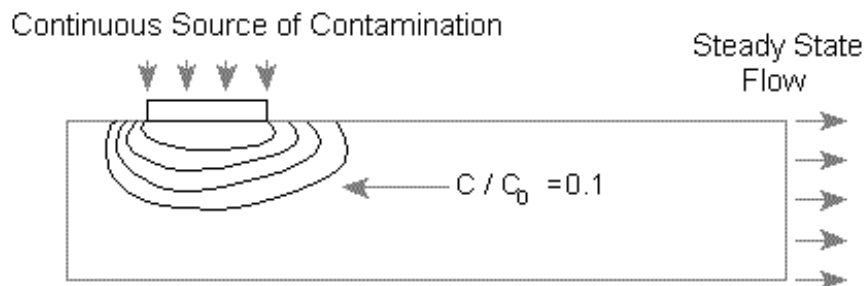 Continuous Source of Contamination
Steady State
Flow
C / C₀ = 0.1